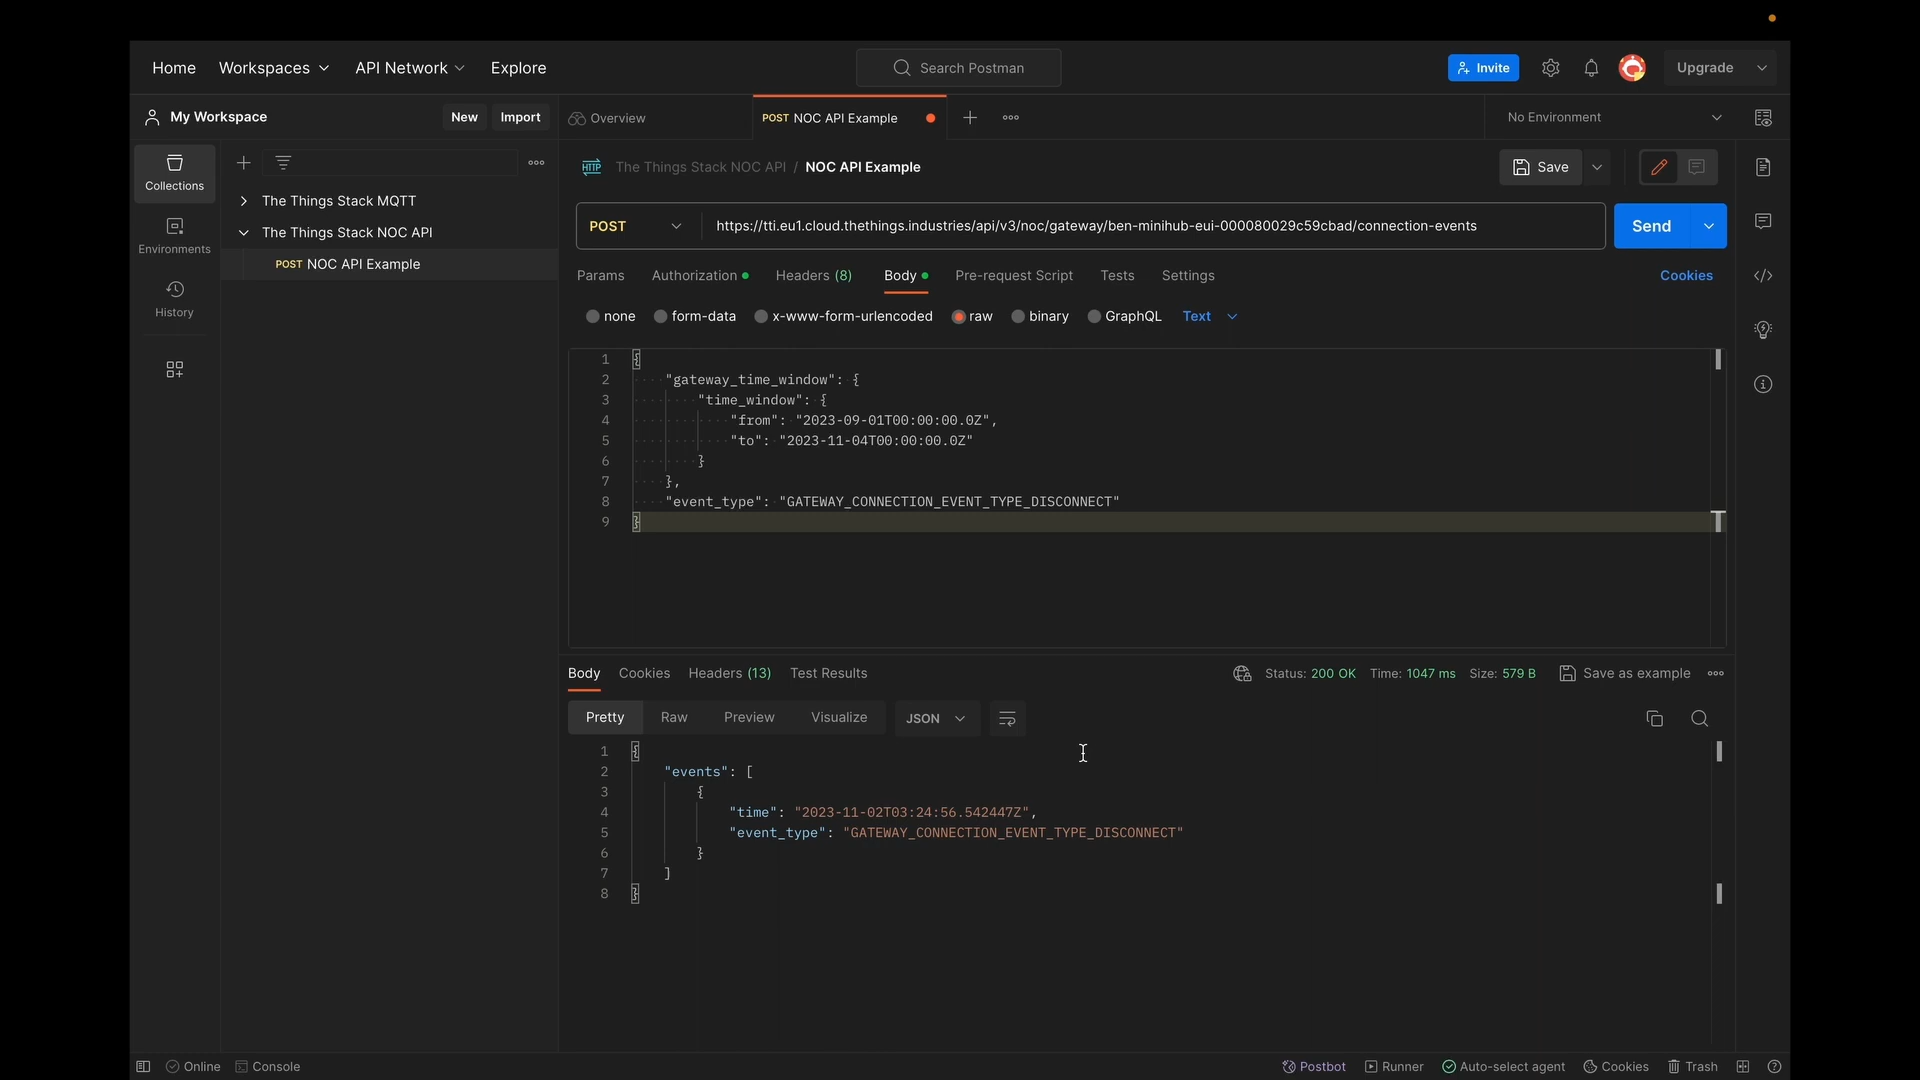 Home Workspaces API Network Explore Search Postman Invite Upgrade
My Workspace New Import Overview POST NOC API Example No Environment
Collections
Environments
History
The Things Stack MQTT
The Things Stack NOC API
POST NOC API Example
HTTP The Things Stack NOC API / NOC API Example Save
POST https://tti.eu1.cloud.thethings.industries/api/v3/noc/gateway/ben-minihub-eui-000080029c59cbad/connection-events Send
Params Authorization Headers (8) Body Pre-request Script Tests Settings Cookies
none form-data x-www-form-urlencoded raw binary GraphQL Text
1 {
2 "gateway_time_window": {
3 "time_window": {
4 "from": "2023-09-01T00:00:00.0Z",
5 "to": "2023-11-04T00:00:00.0Z"
6 }
7 },
8 "event_type": "GATEWAY_CONNECTION_EVENT_TYPE_DISCONNECT"
9 }
Body Cookies Headers (13) Test Results Status: 200 OK Time: 1047 ms Size: 579 B Save as example
Pretty Raw Preview Visualize JSON
1 {
2 "events": [
3 {
4 "time": "2023-11-02T03:24:56.542447Z",
5 "event_type": "GATEWAY_CONNECTION_EVENT_TYPE_DISCONNECT"
6 }
7 ]
8 }
Online Console Postbot Runner Auto-select agent Cookies Trash